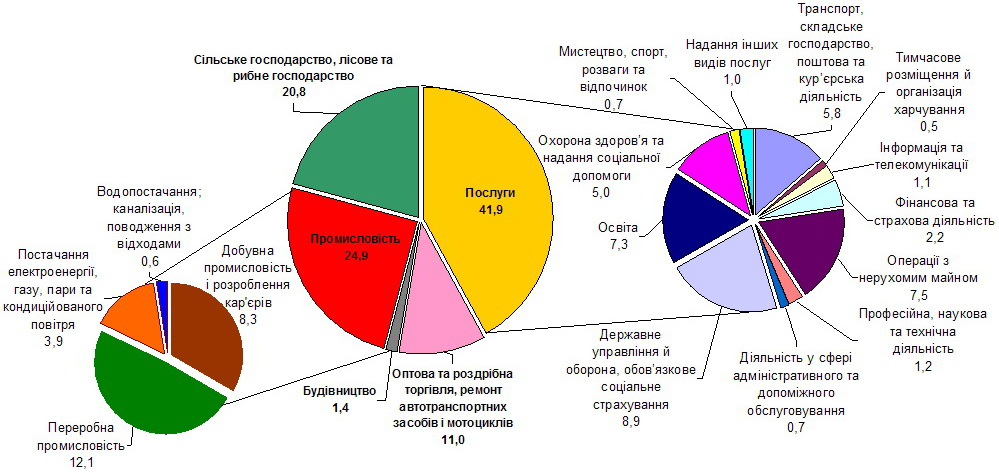 Сільське господарство, лісове та
рибне господарство
20,8
Послуги
41,9
Промисловість
24,9
Будівництво
1,4
Оптова та роздрібна
торгівля, ремонт
автотранспортних
засобів і мотоциклів
11,0
Водопостачання;
каналізація,
поводження з
відходами
0,6
Постачання
електроенергії,
газу, пари та
кондиційованого
повітря
3,9
Добувна
промисловість
і розроблення
кар'єрів
8,3
Переробна
промисловість
12,1
Мистецтво, спорт,
розваги та
відпочинок
0,7
Надання інших
видів послуг
1,0
Транспорт,
складське
господарство,
поштова та
кур'єрська
діяльність
5,8
Тимчасове
розміщення й
організація
харчування
0,5
Інформація та
телекомунікації
1,1
Фінансова та
страхова діяльність
2,2
Операції з
нерухомим майном
7,5
Професійна, наукова
та технічна
діяльність
1,2
Діяльність у сфері
адміністративного та
допоміжного
обслуговування
0,7
Державне
управління й
оборона, обов'язкове
соціальне
страхування
8,9
Освіта
7,3
Охорона здоров'я та
надання соціальної
допомоги
5,0